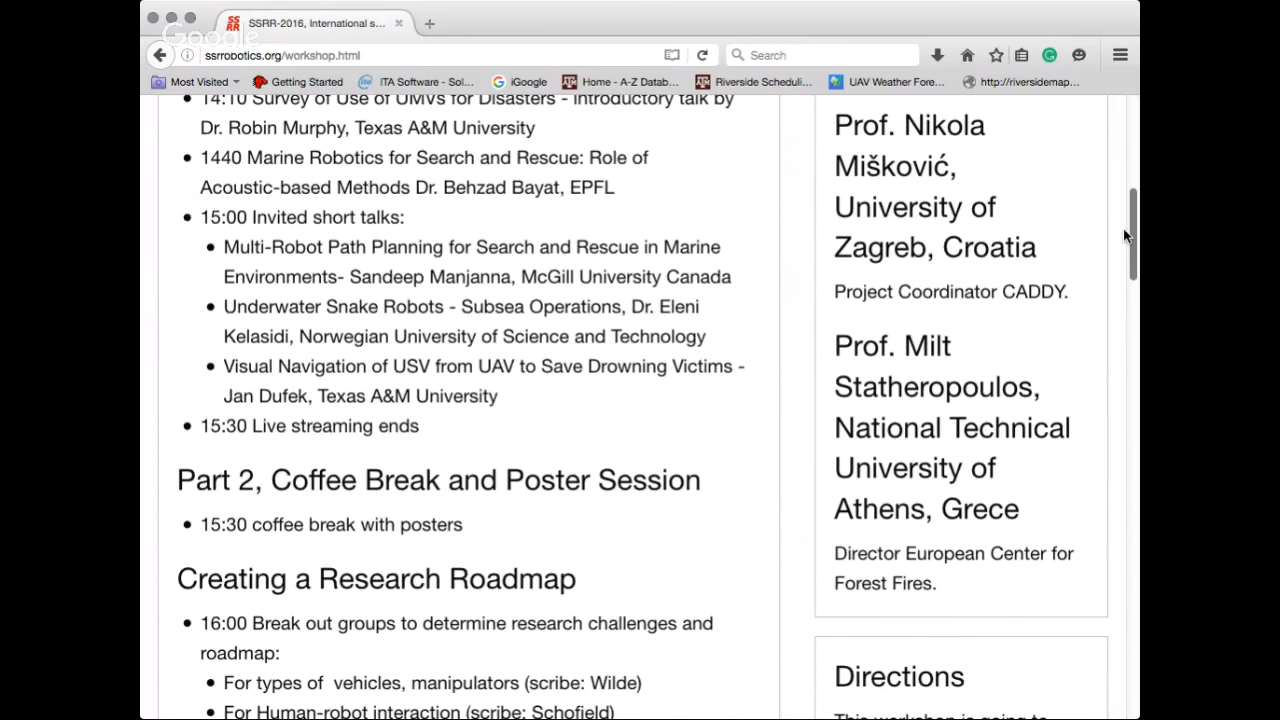 SSRR-2016, International s...
Google
ssrrobotics.org/workshop.html
Search
Most Visited
Getting Started
ITA Software - Sol...
iGoogle
Home - A-Z Datab...
Riverside Scheduli...
UAV Weather Fore...
http://riversidemap...
14:10 Survey of Use of UMVs for Disasters - Introductory talk by
Dr. Robin Murphy, Texas A&M University
1440 Marine Robotics for Search and Rescue: Role of
Acoustic-based Methods Dr. Behzad Bayat, EPFL
15:00 Invited short talks:
Multi-Robot Path Planning for Search and Rescue in Marine
Environments- Sandeep Manjanna, McGill University Canada
Underwater Snake Robots - Subsea Operations, Dr. Eleni
Kelasidi, Norwegian University of Science and Technology
Visual Navigation of USV from UAV to Save Drowning Victims -
Jan Dufek, Texas A&M University
15:30 Live streaming ends
Part 2, Coffee Break and Poster Session
15:30 coffee break with posters
Creating a Research Roadmap
16:00 Break out groups to determine research challenges and
roadmap:
For types of vehicles, manipulators (scribe: Wilde)
For Human-robot interaction (scribe: Schofield)
Prof. Nikola
Mišković,
University of
Zagreb, Croatia
Project Coordinator CADDY.
Prof. Milt
Statheropoulos,
National Technical
University of
Athens, Grece
Director European Center for
Forest Fires.
Directions
This workshop is going to